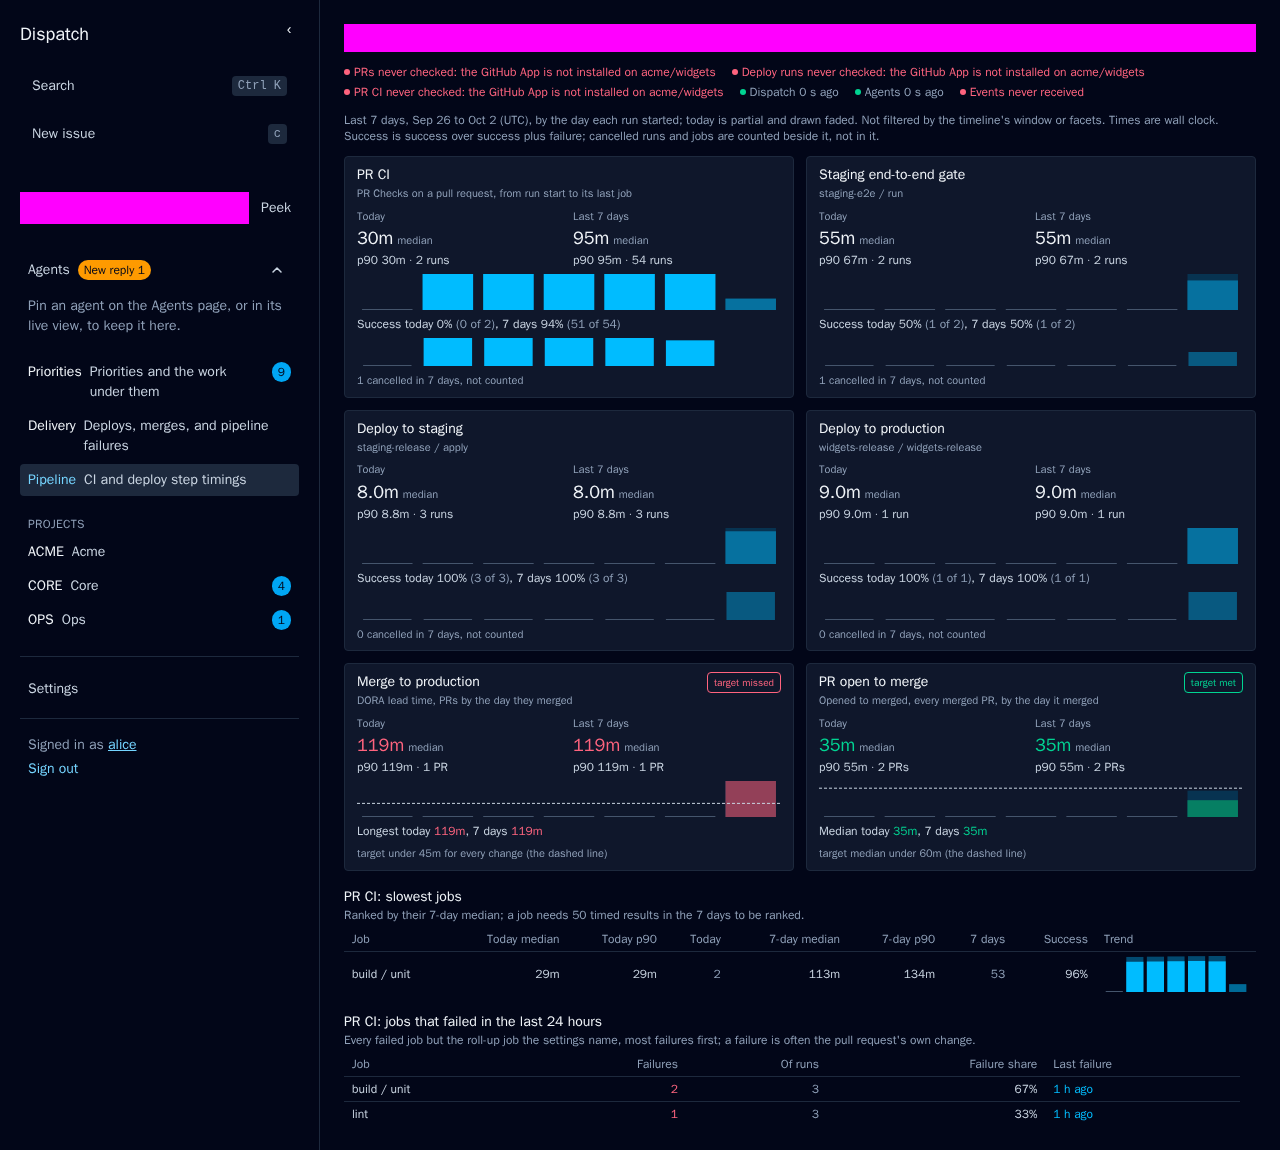 Dispatch
Search
Ctrl K
New issue
C
Peek
Agents
New reply 1
Pin an agent on the Agents page, or in its
live view, to keep it here.
Priorities
Priorities and the work
under them
9
Delivery
Deploys, merges, and pipeline
failures
Pipeline
CI and deploy step timings
PROJECTS
ACME Acme
CORE Core
4
OPS Ops
1
Settings
Signed in as alice
Sign out
PRs never checked: the GitHub App is not installed on acme/widgets
Deploy runs never checked: the GitHub App is not installed on acme/widgets
PR CI never checked: the GitHub App is not installed on acme/widgets
Dispatch 0 s ago
Agents 0 s ago
Events never received
Last 7 days, Sep 26 to Oct 2 (UTC), by the day each run started; today is partial and drawn faded. Not filtered by the timeline's window or facets. Times are wall clock.
Success is success over success plus failure; cancelled runs and jobs are counted beside it, not in it.
PR CI
PR Checks on a pull request, from run start to its last job
Today
Last 7 days
30m median
95m median
p90 30m · 2 runs
p90 95m · 54 runs
Success today 0% (0 of 2), 7 days 94% (51 of 54)
1 cancelled in 7 days, not counted
Staging end-to-end gate
staging-e2e / run
Today
Last 7 days
55m median
55m median
p90 67m · 2 runs
p90 67m · 2 runs
Success today 50% (1 of 2), 7 days 50% (1 of 2)
1 cancelled in 7 days, not counted
Deploy to staging
staging-release / apply
Today
Last 7 days
8.0m median
8.0m median
p90 8.8m · 3 runs
p90 8.8m · 3 runs
Success today 100% (3 of 3), 7 days 100% (3 of 3)
0 cancelled in 7 days, not counted
Deploy to production
widgets-release / widgets-release
Today
Last 7 days
9.0m median
9.0m median
p90 9.0m · 1 run
p90 9.0m · 1 run
Success today 100% (1 of 1), 7 days 100% (1 of 1)
0 cancelled in 7 days, not counted
Merge to production
target missed
DORA lead time, PRs by the day they merged
Today
Last 7 days
119m median
119m median
p90 119m · 1 PR
p90 119m · 1 PR
Longest today 119m, 7 days 119m
target under 45m for every change (the dashed line)
PR open to merge
target met
Opened to merged, every merged PR, by the day it merged
Today
Last 7 days
35m median
35m median
p90 55m · 2 PRs
p90 55m · 2 PRs
Median today 35m, 7 days 35m
target median under 60m (the dashed line)
PR CI: slowest jobs
Ranked by their 7-day median; a job needs 50 timed results in the 7 days to be ranked.
Job Today median Today p90 Today 7-day median 7-day p90 7 days Success Trend
build / unit 29m 29m 2 113m 134m 53 96%
PR CI: jobs that failed in the last 24 hours
Every failed job but the roll-up job the settings name, most failures first; a failure is often the pull request's own change.
Job Failures Of runs Failure share Last failure
build / unit 2 3 67% 1 h ago
lint 1 3 33% 1 h ago